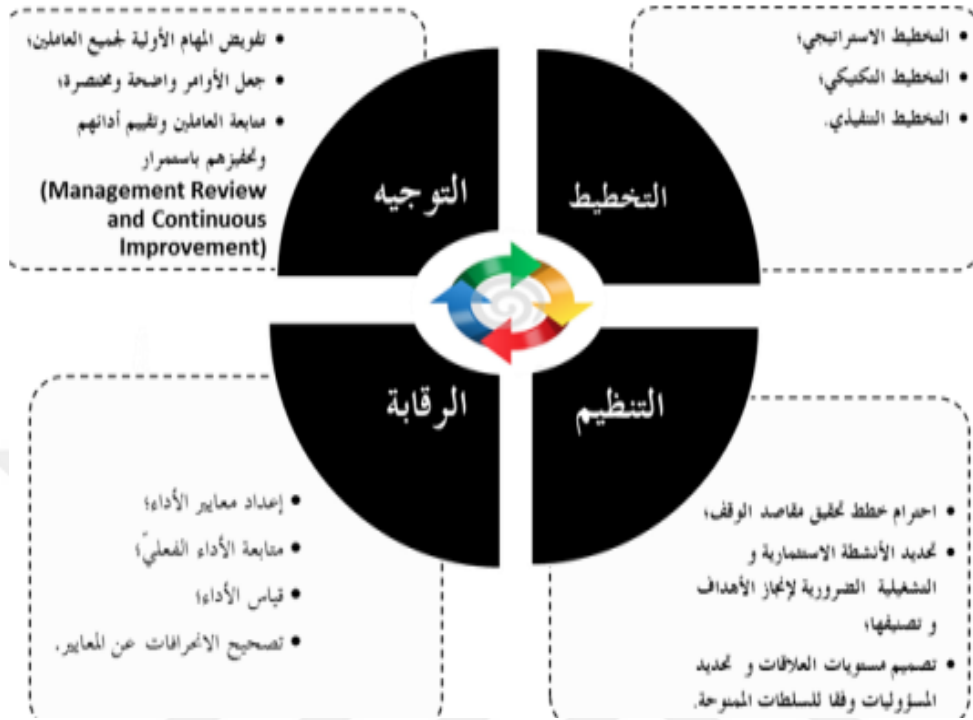 التخطيط
• التخطيط الاستراتيجي؛
• التخطيط التكتيكي؛
• التخطيط التنفيذي.
التوجيه
• تفويض المهام الأولية لجميع العاملين؛
• جعل الأوامر واضحة ومختصرة؛
• متابعة العاملين وتقييم أدائهم
وتحفيزهم باستمرار
(Management Review
and Continuous
Improvement)
التنظيم
• احترام خطط تحقيق مقاصد الوقف؛
• تحديد الأنشطة الاستثمارية و
التشغيلية الضرورية لإنجاز الأهداف
و تصنيفها؛
• تصميم مستويات العلاقات و تحديد
المسؤوليات وفقا للسلطات الممنوحة.
الرقابة
• إعداد معايير الأداء؛
• متابعة الأداء الفعليّ؛
• قياس الأداء؛
• تصحيح الانحرافات عن المعايير.